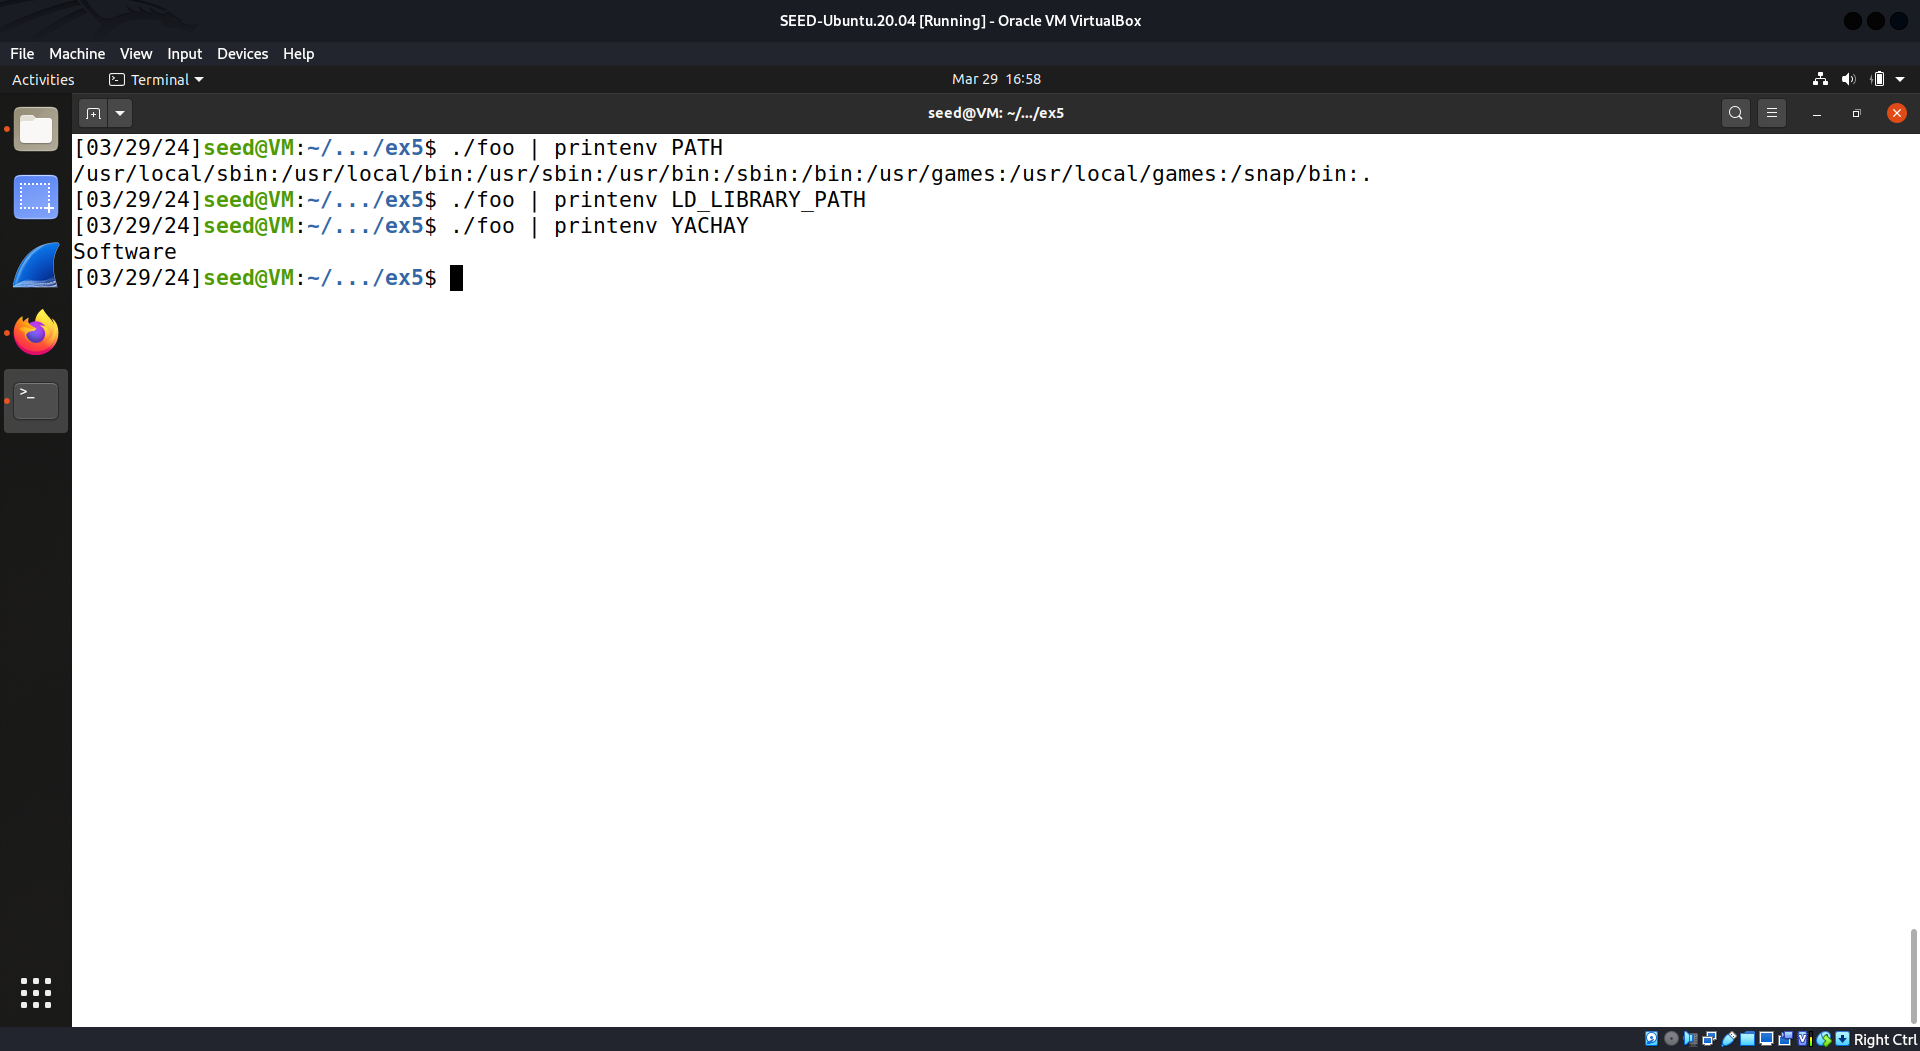 SEED-Ubuntu.20.04 [Running] - Oracle VM VirtualBox
File Machine View Input Devices Help
Activities Terminal Mar 29 16:58
seed@VM: ~/.../ex5
[03/29/24]seed@VM:~/.../ex5$ ./foo | printenv PATH
/usr/local/sbin:/usr/local/bin:/usr/sbin:/usr/bin:/sbin:/bin:/usr/games:/usr/local/games:/snap/bin:.
[03/29/24]seed@VM:~/.../ex5$ ./foo | printenv LD_LIBRARY_PATH
[03/29/24]seed@VM:~/.../ex5$ ./foo | printenv YACHAY
Software
[03/29/24]seed@VM:~/.../ex5$
Right Ctrl